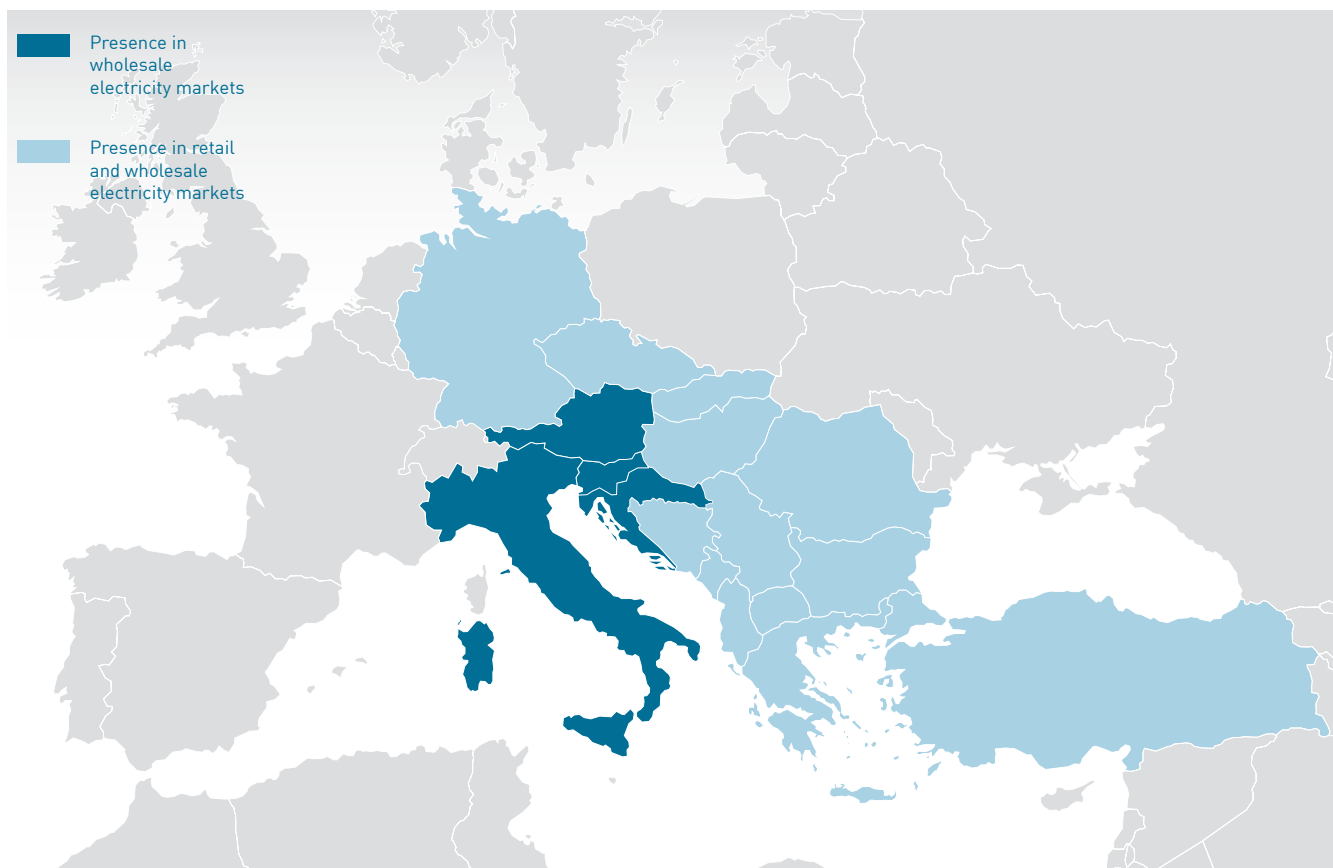 Presence in
wholesale
electricity markets
Presence in retail
and wholesale
electricity markets